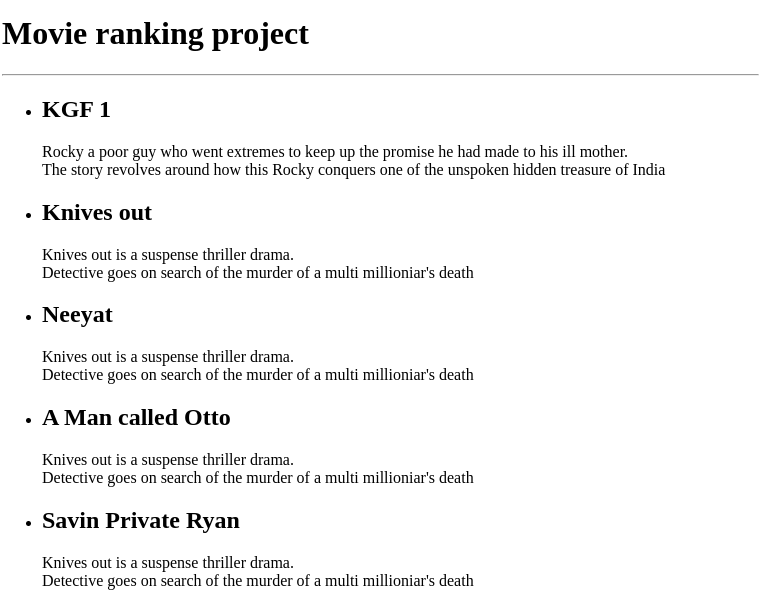 Movie ranking project
KGF 1
Rocky a poor guy who went extremes to keep up the promise he had made to his ill mother.
The story revolves around how this Rocky conquers one of the unspoken hidden treasure of India
Knives out
Knives out is a suspense thriller drama.
Detective goes on search of the murder of a multi millioniar's death
Neeyat
Knives out is a suspense thriller drama.
Detective goes on search of the murder of a multi millioniar's death
A Man called Otto
Knives out is a suspense thriller drama.
Detective goes on search of the murder of a multi millioniar's death
Savin Private Ryan
Knives out is a suspense thriller drama.
Detective goes on search of the murder of a multi millioniar's death